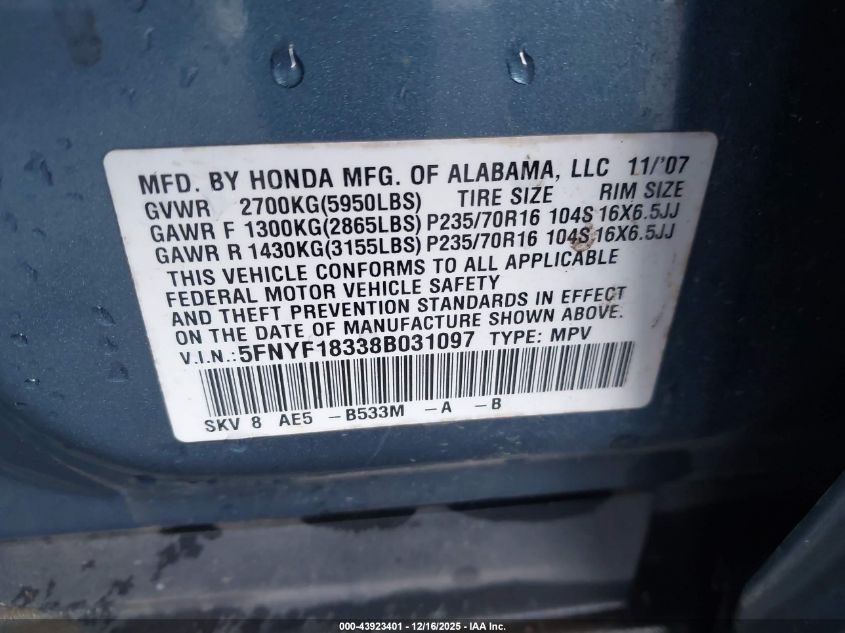 MFD. BY HONDA MFG. OF ALABAMA, LLC 11/'07
GVWR 2700KG(5950LBS) TIRE SIZE RIM SIZE
GAWR F 1300KG(2865LBS) P235/70R16 104S 16X6.5JJ
GAWR R 1430KG(3155LBS) P235/70R16 104S 16X6.5JJ
THIS VEHICLE CONFORMS TO ALL APPLICABLE
FEDERAL MOTOR VEHICLE SAFETY
AND THEFT PREVENTION STANDARDS IN EFFECT
ON THE DATE OF MANUFACTURE SHOWN ABOVE.
V.I.N.: 5FNYF18338B031097 TYPE: MPV
SKV 8 AE5 -B533M -A -B
000-43923401 - 12/16/2025 - IAA Inc.